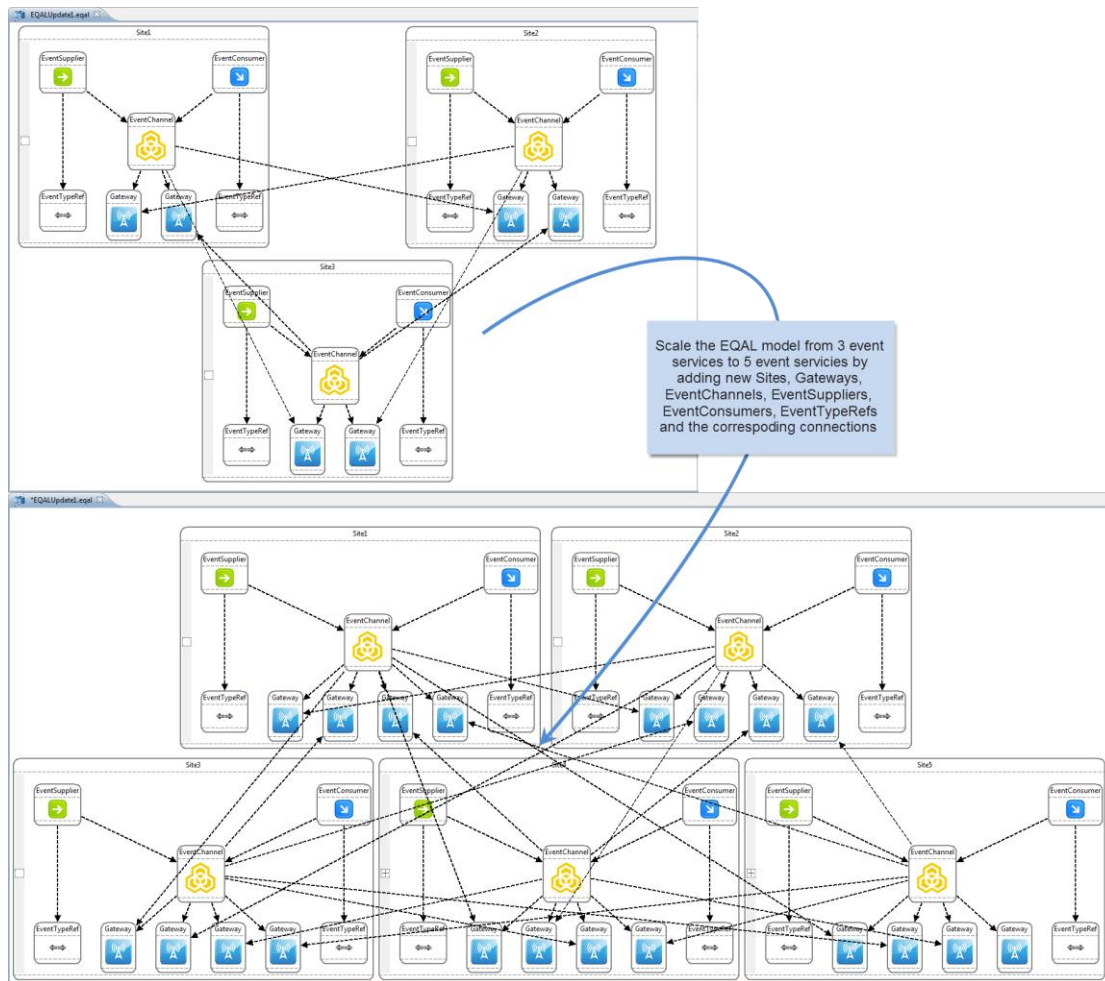 EQALUpdate1.eqal
Site1
Site2
EventSupplier
EventConsumer
EventSupplier
EventConsumer
EventChannel
EventChannel
EventTypeRef
Gateway
Gateway
EventTypeRef
EventTypeRef
Gateway
Gateway
EventTypeRef
Site3
EventSupplier
EventConsumer
EventChannel
EventTypeRef
Gateway
Gateway
EventTypeRef
Scale the EQAL model from 3 event
services to 5 event servicies by
adding new Sites, Gateways,
EventChannels, EventSuppliers,
EventConsumers, EventTypeRefs
and the correspoding connections
*EQALUpdate1.eqal
Site1
Site2
EventSupplier
EventConsumer
EventSupplier
EventConsumer
EventChannel
EventChannel
EventTypeRef
Gateway
Gateway
Gateway
Gateway
EventTypeRef
EventTypeRef
Gateway
Gateway
Gateway
Gateway
EventTypeRef
Site3
Site5
EventSupplier
EventConsumer
EventSupplier
EventConsumer
EventSupplier
EventConsumer
EventChannel
EventChannel
EventChannel
EventTypeRef
Gateway
Gateway
Gateway
Gateway
EventTypeRef
EventTypeRef
Gateway
Gateway
Gateway
Gateway
EventTypeRef
EventTypeRef
Gateway
Gateway
Gateway
Gateway
EventTypeRef